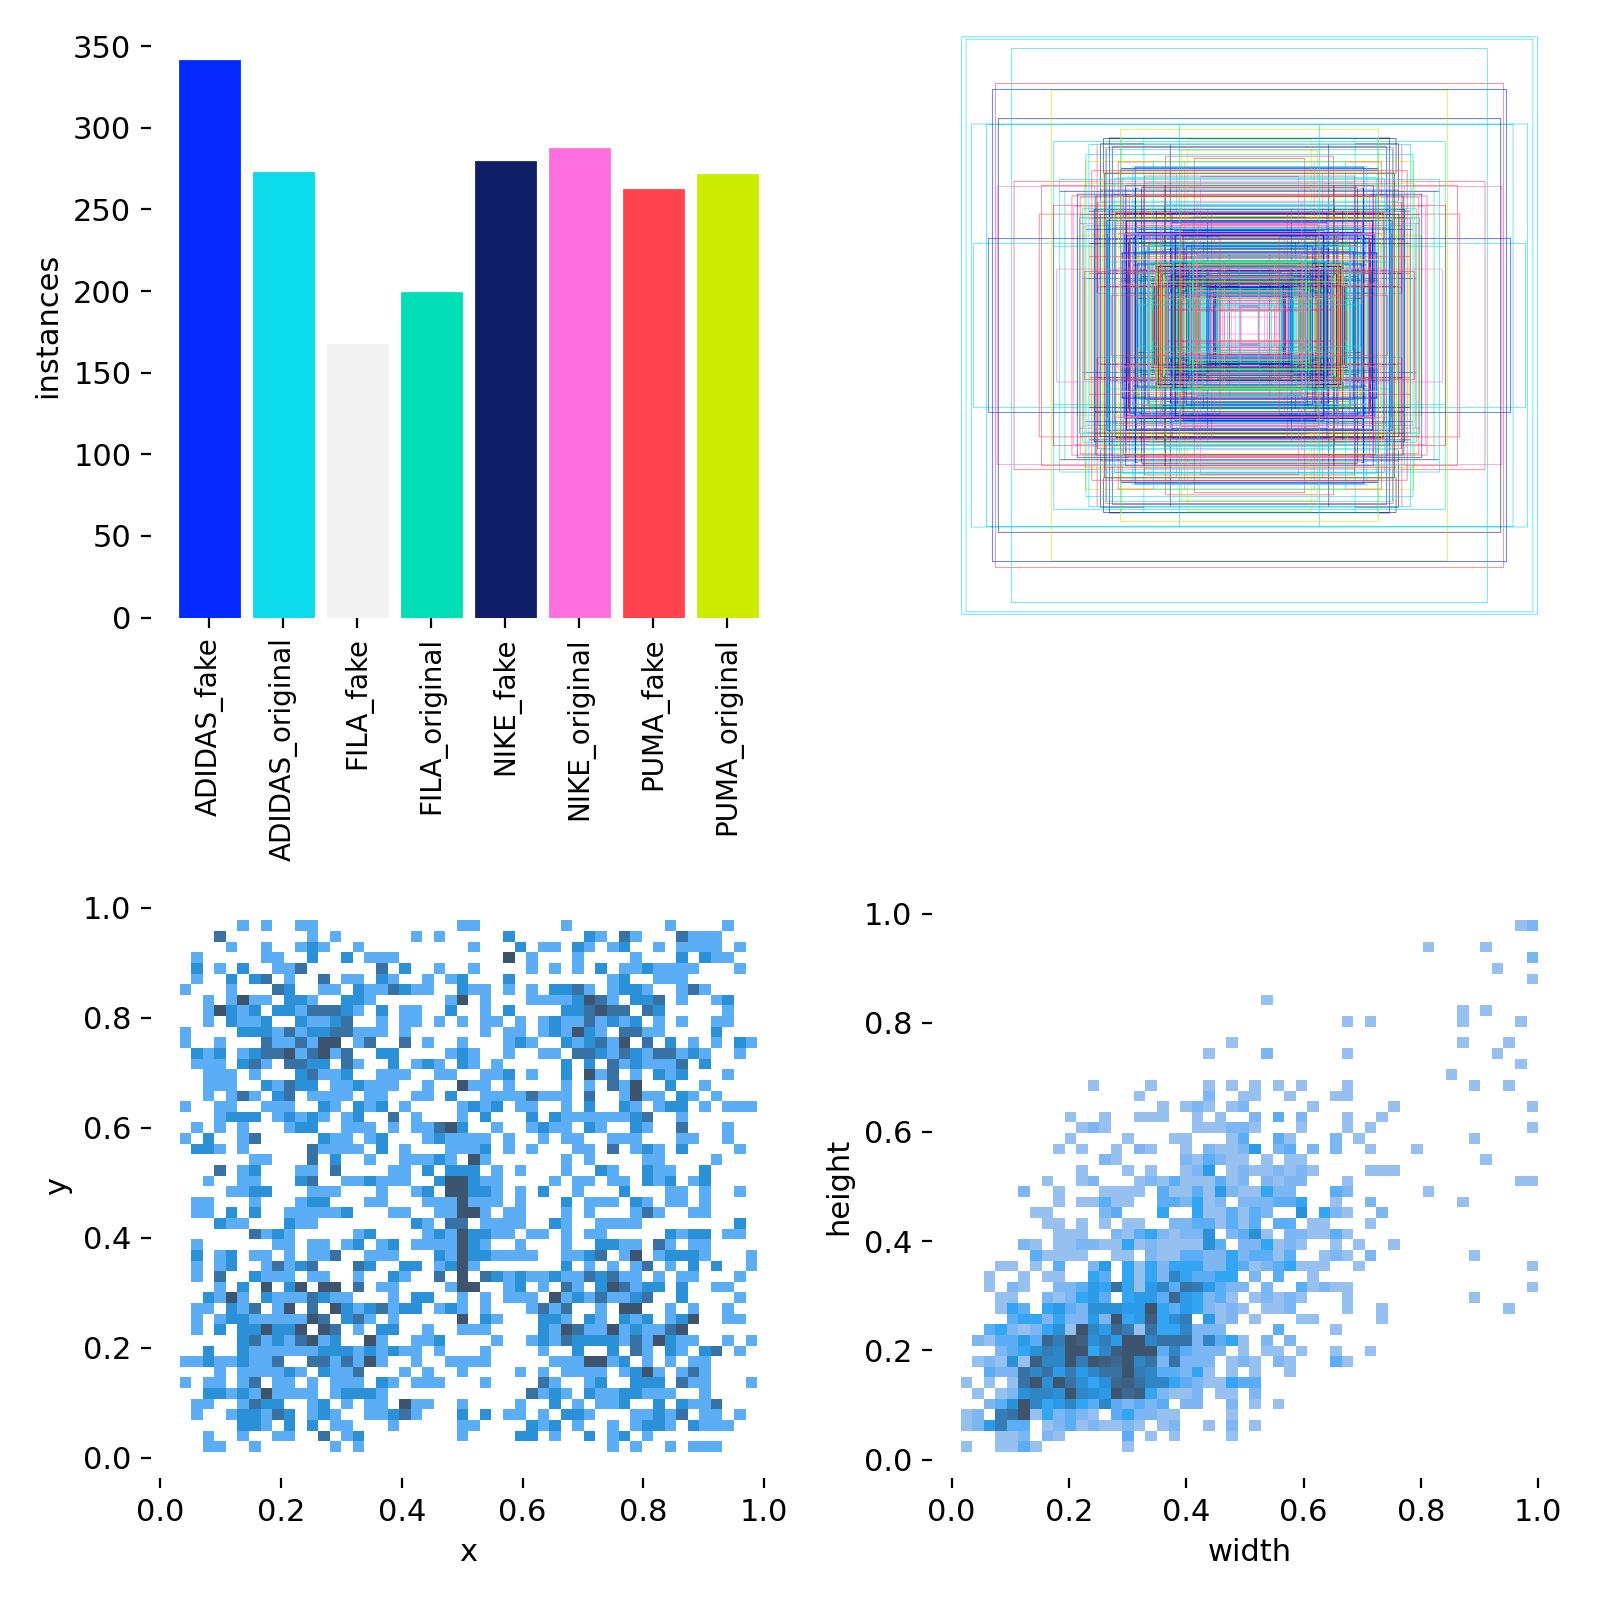 350
300
250
200
150
100
50
0
instances
ADIDAS_fake
ADIDAS_original
FILA_fake
FILA_original
NIKE_fake
NIKE_original
PUMA_fake
PUMA_original
1.0
0.8
0.6
0.4
0.2
0.0
y
0.0 0.2 0.4 0.6 0.8 1.0
x
1.0
0.8
0.6
0.4
0.2
0.0
height
0.0 0.2 0.4 0.6 0.8 1.0
width